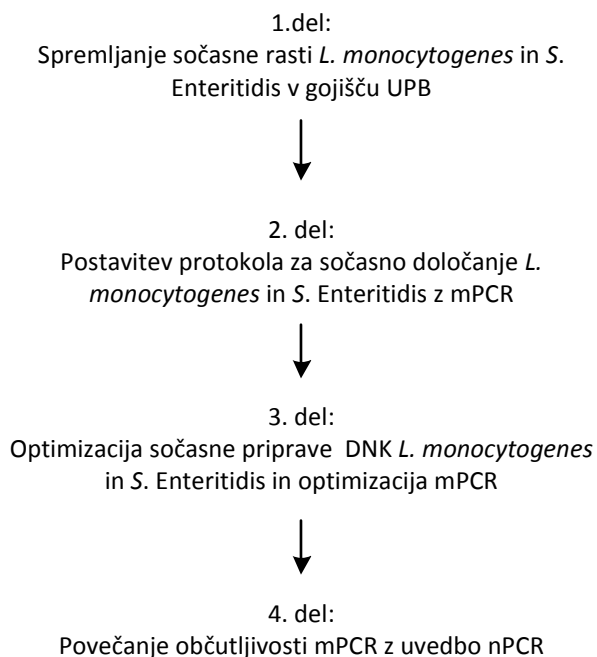 1.del:
Spremljanje sočasne rasti L. monocytogenes in S.
Enteritidis v gojišču UPB
2. del:
Postavitev protokola za sočasno določanje L.
monocytogenes in S. Enteritidis z mPCR
3. del:
Optimizacija sočasne priprave DNK L. monocytogenes
in S. Enteritidis in optimizacija mPCR
4. del:
Povečanje občutljivosti mPCR z uvedbo nPCR